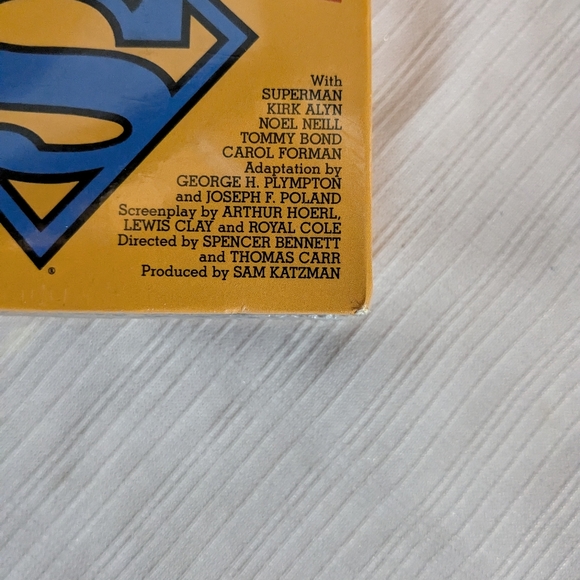 With
SUPERMAN
KIRK ALYN
NOEL NEILL
TOMMY BOND
CAROL FORMAN
Adaptation by
GEORGE H. PLYMPTON
and JOSEPH F. POLAND
Screenplay by ARTHUR HOERL,
LEWIS CLAY and ROYAL COLE
Directed by SPENCER BENNETT
and THOMAS CARR
Produced by SAM KATZMAN
S
®